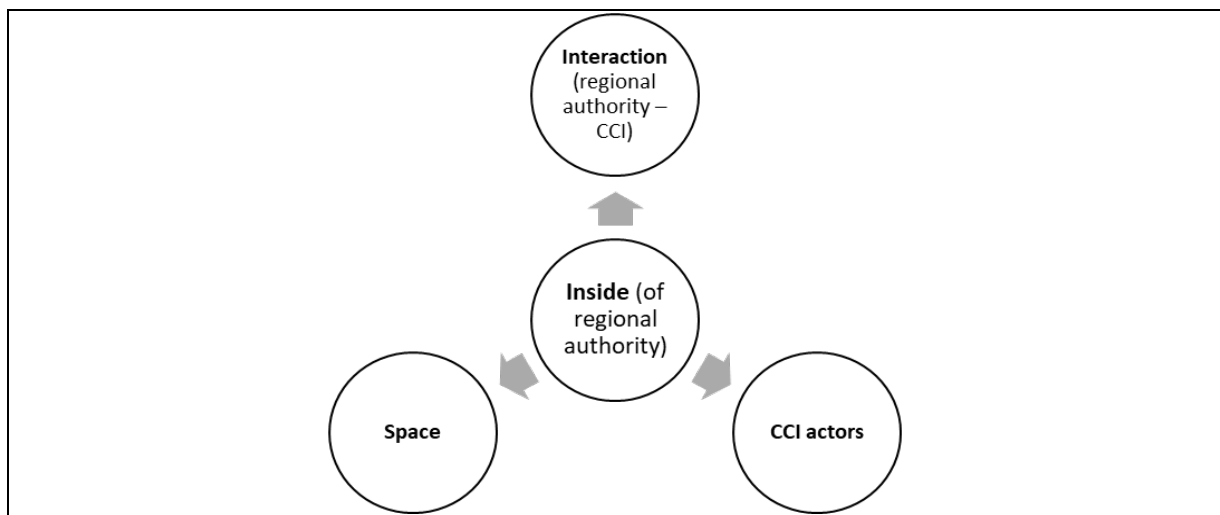 Interaction
(regional
authority –
CCI)
Inside (of
regional
authority)
Space
CCI actors